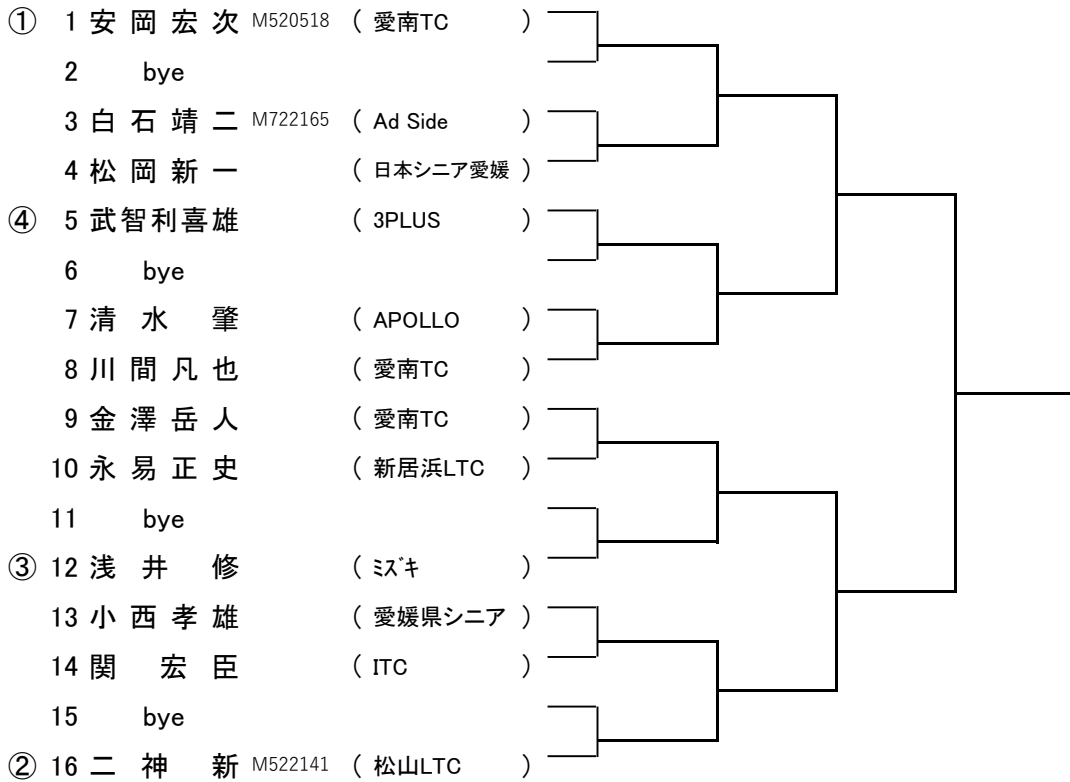 ① 1 安 岡 宏 次 M520518 ( 愛南TC )
2 bye
3 白 石 靖 二 M722165 ( Ad Side )
4 松 岡 新 一 ( 日本シニア愛媛 )
④ 5 武智利喜雄 ( 3PLUS )
6 bye
7 清 水 肇 ( APOLLO )
8 川 間 凡 也 ( 愛南TC )
9 金 澤 岳 人 ( 愛南TC )
10 永 易 正 史 ( 新居浜LTC )
11 bye
③ 12 浅 井 修 ( ﾐｽﾞｷ )
13 小 西 孝 雄 ( 愛媛県シニア )
14 関 宏 臣 ( ITC )
15 bye
② 16 二 神 新 M522141 ( 松山LTC )